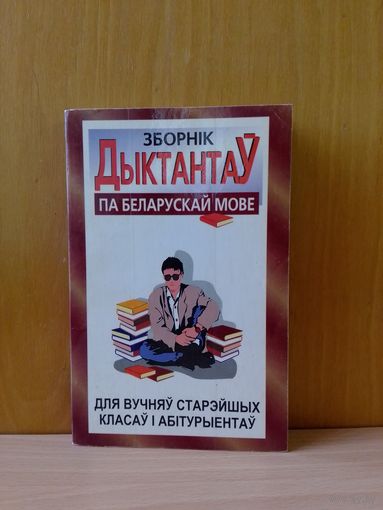 ЗБОРНІК
ДЫКТАНТАЎ
ПА БЕЛАРУСКАЙ МОВЕ
ДЛЯ ВУЧНЯЎ СТАРЭЙШЫХ
КЛАСАЎ І АБІТУРЫЕНТАЎ